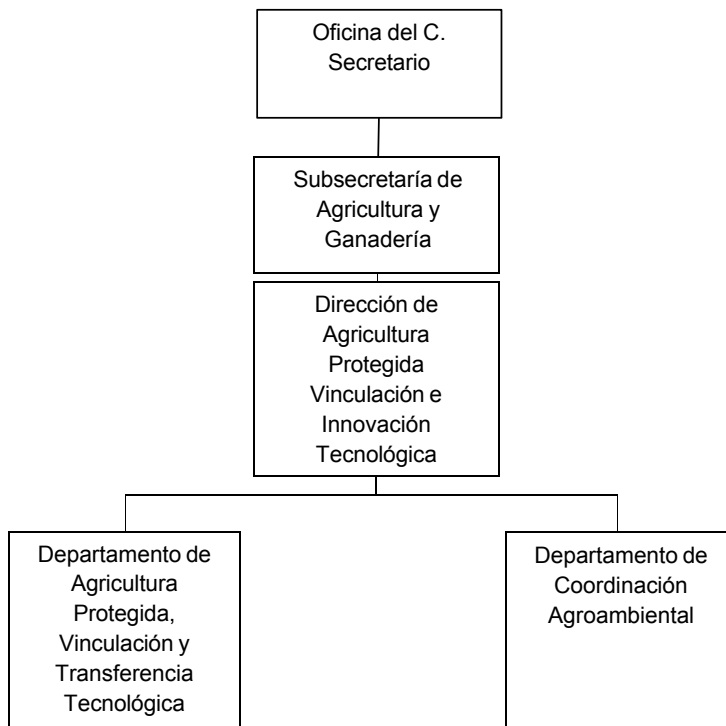 Oficina del C.
Secretario
Subsecretaría de
Agricultura y
Ganadería
Dirección de
Agricultura
Protegida
Vinculación e
Innovación
Tecnológica
Departamento de
Agricultura
Protegida,
Vinculación y
Transferencia
Tecnológica
Departamento de
Coordinación
Agroambiental